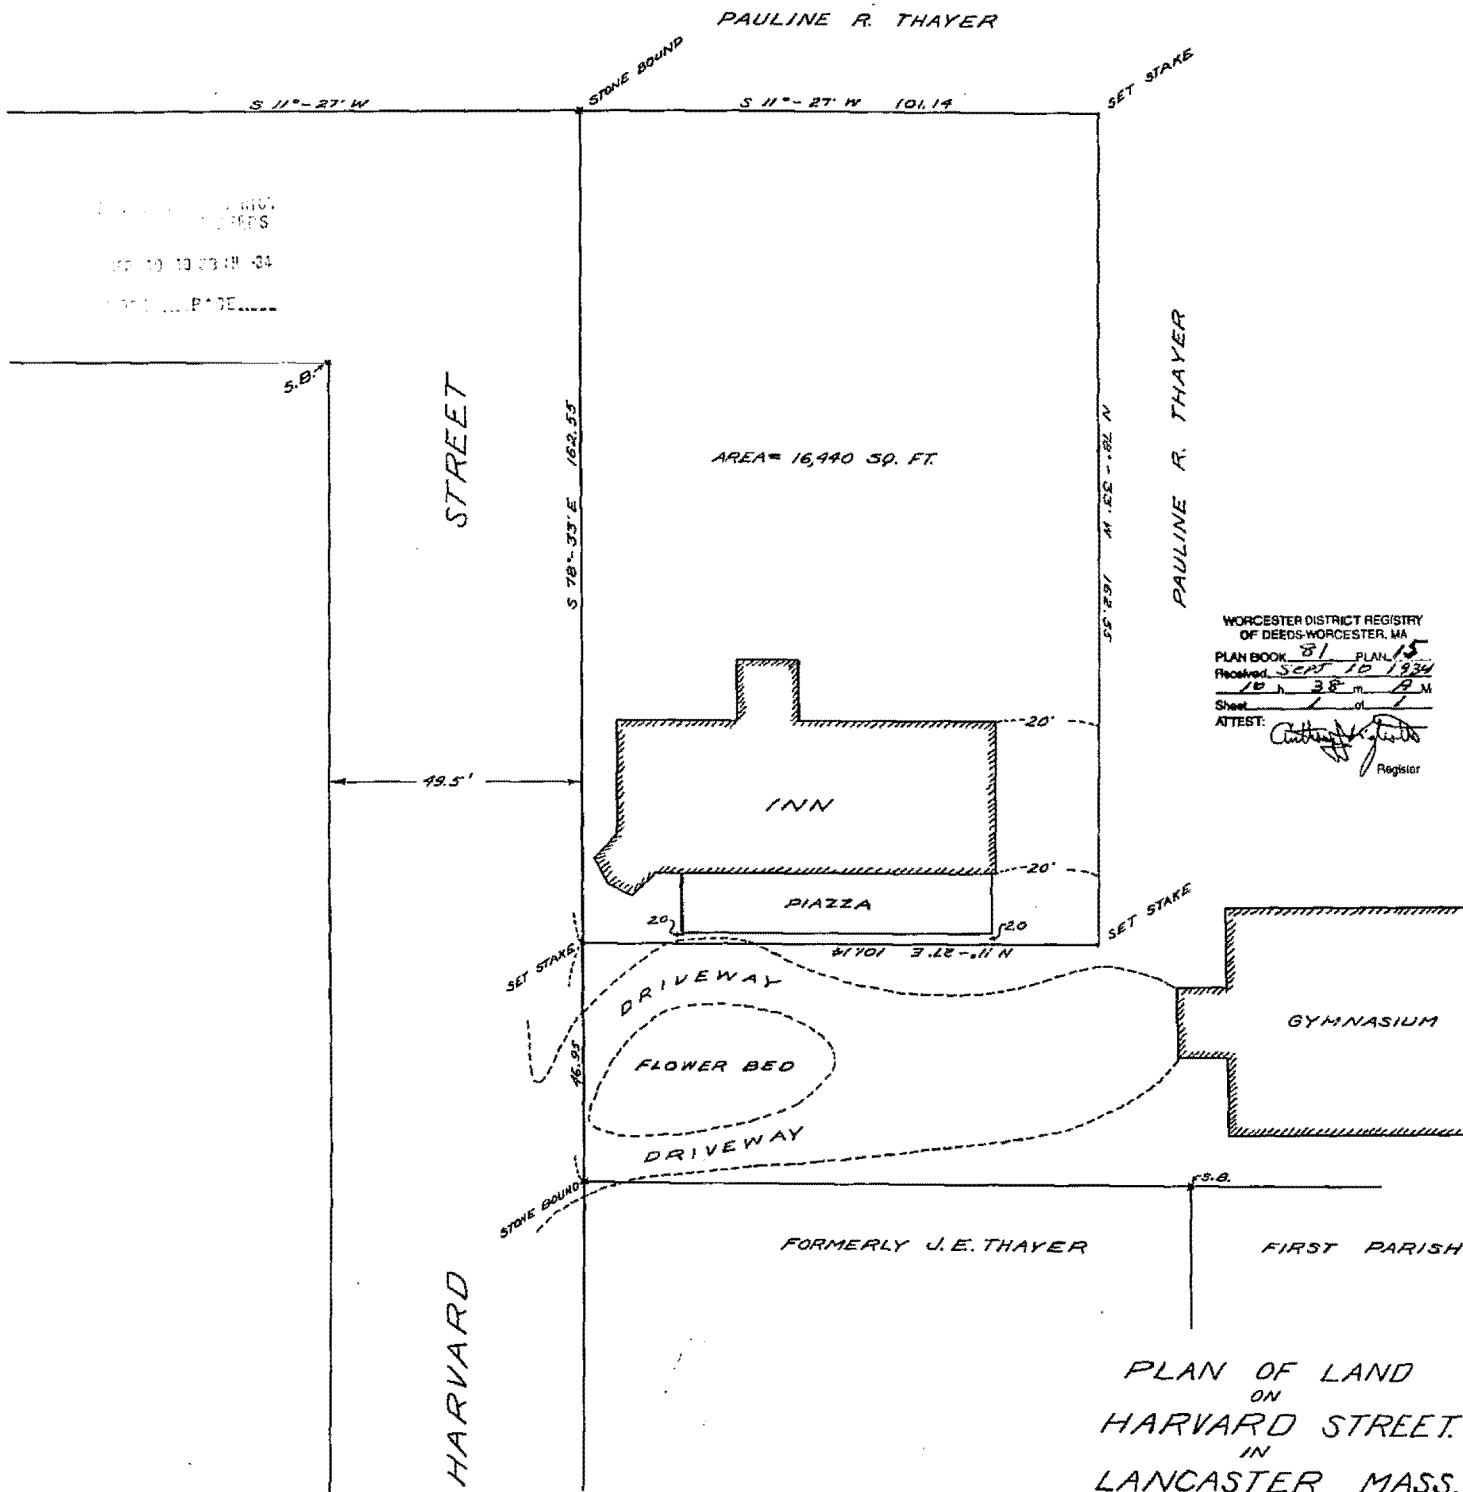 PAULINE R. THAYER
STONE BOUND
SET STAKE
S 11°-27' W
S 11°-27' W 101.14
S.B.
STREET
S 78°-33' E 162.55
AREA = 16,440 SQ. FT.
N 78°-33' W 162.55
PAULINE R. THAYER
WORCESTER DISTRICT REGISTRY
OF DEEDS-WORCESTER, MA
PLAN BOOK 81 PLAN 15
Received, SEPT 10 1934
10 h 38 m A M
Sheet 1 of 1
ATTEST:
Register
20'
49.5'
INN
20'
PIAZZA
20
20
SET STAKE
SET STAKE
N 11°-27' E 101.14
DRIVEWAY
GYMNASIUM
46.95
FLOWER BED
DRIVEWAY
STONE BOUND
S.B.
FORMERLY J.E. THAYER
FIRST PARISH
HARVARD
PLAN OF LAND
ON
HARVARD STREET.
IN
LANCASTER MASS.